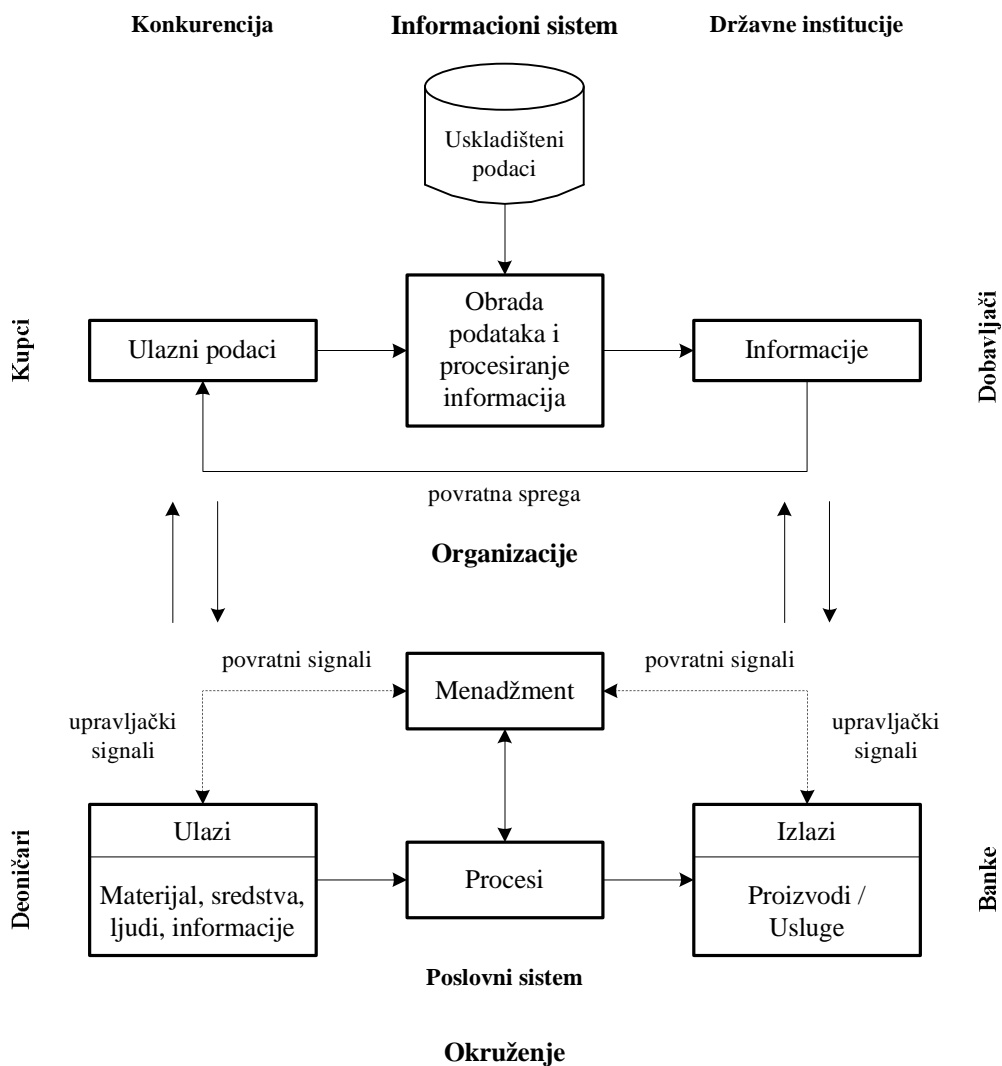 Konkurencija
Informacioni sistem
Državne institucije
Uskladišteni
podaci
Kupci
Ulazni podaci
Obrada
podataka i
procesiranje
informacija
Informacije
Dobavljači
povratna sprega
Organizacije
povratni signali
Menadžment
povratni signali
upravljački
signali
upravljački
signali
Deoničari
Ulazi
Materijal, sredstva,
ljudi, informacije
Procesi
Izlazi
Proizvodi /
Usluge
Banke
Poslovni sistem
Okruženje